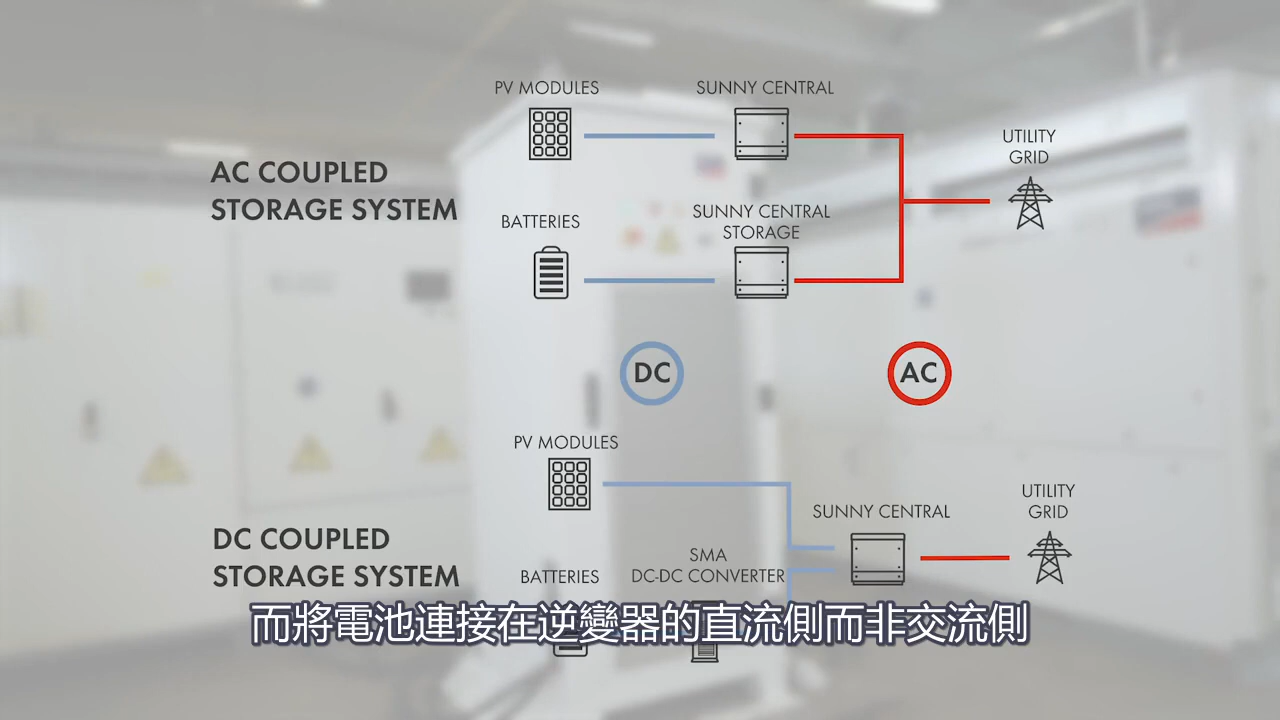 PV MODULES
SUNNY CENTRAL
UTILITY
GRID
AC COUPLED
STORAGE SYSTEM
BATTERIES
SUNNY CENTRAL
STORAGE
DC
AC
PV MODULES
SUNNY CENTRAL
UTILITY
GRID
DC COUPLED
STORAGE SYSTEM
BATTERIES
SMA
DC-DC CONVERTER
而將電池連接在逆變器的直流側而非交流側